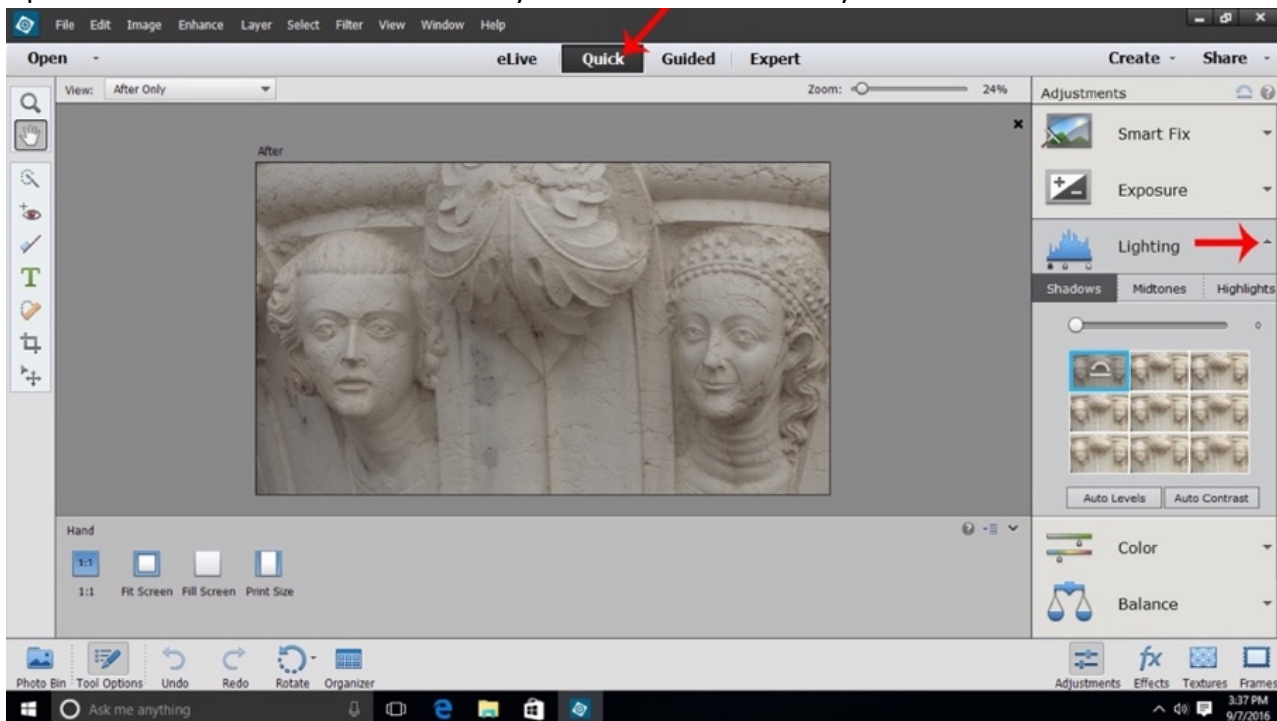 File Edit Image Enhance Layer Select Filter View Window Help
Open eLive Quick Guided Expert Create Share
View: After Only Zoom: 24% Adjustments
After
Smart Fix
Exposure
Lighting
Shadows Midtones Highlights
0
Auto Levels Auto Contrast
Color
Balance
Hand
1:1
1:1 Fit Screen Fill Screen Print Size
Photo Bin Tool Options Undo Redo Rotate Organizer Adjustments fx Effects Textures Frames
Ask me anything 3:37 PM
9/7/2016